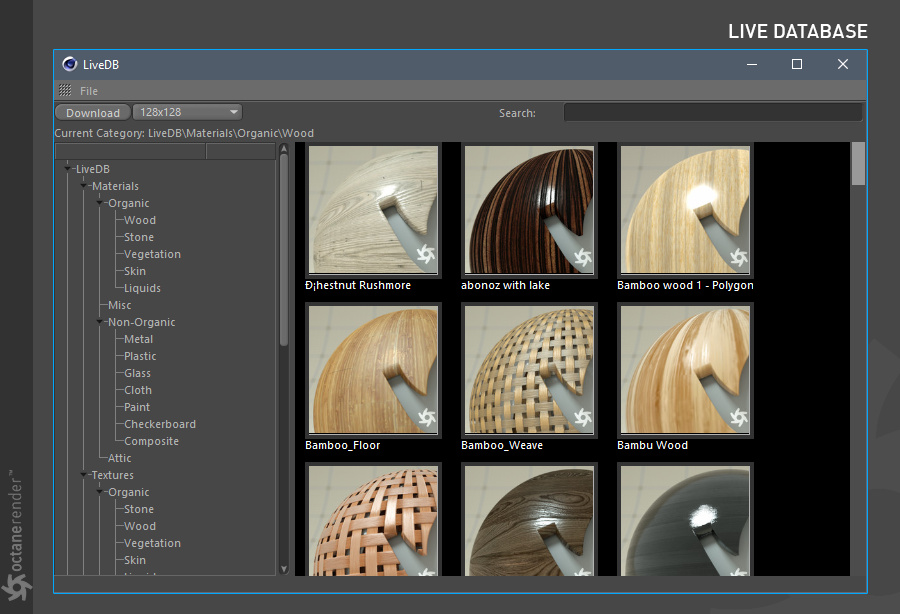 LIVE DATABASE
LiveDB
File
Download
128x128
Search:
Current Category: LiveDB\Materials\Organic\Wood
LiveDB
Materials
Organic
Wood
Stone
Vegetation
Skin
Liquids
Misc
Non-Organic
Metal
Plastic
Glass
Cloth
Paint
Checkerboard
Composite
Attic
Textures
Organic
Stone
Wood
Vegetation
Skin
Ð¡hestnut Rushmore
abonoz with lake
Bamboo wood 1 - Polygon
Bamboo_Floor
Bamboo_Weave
Bambu Wood
octanerender™